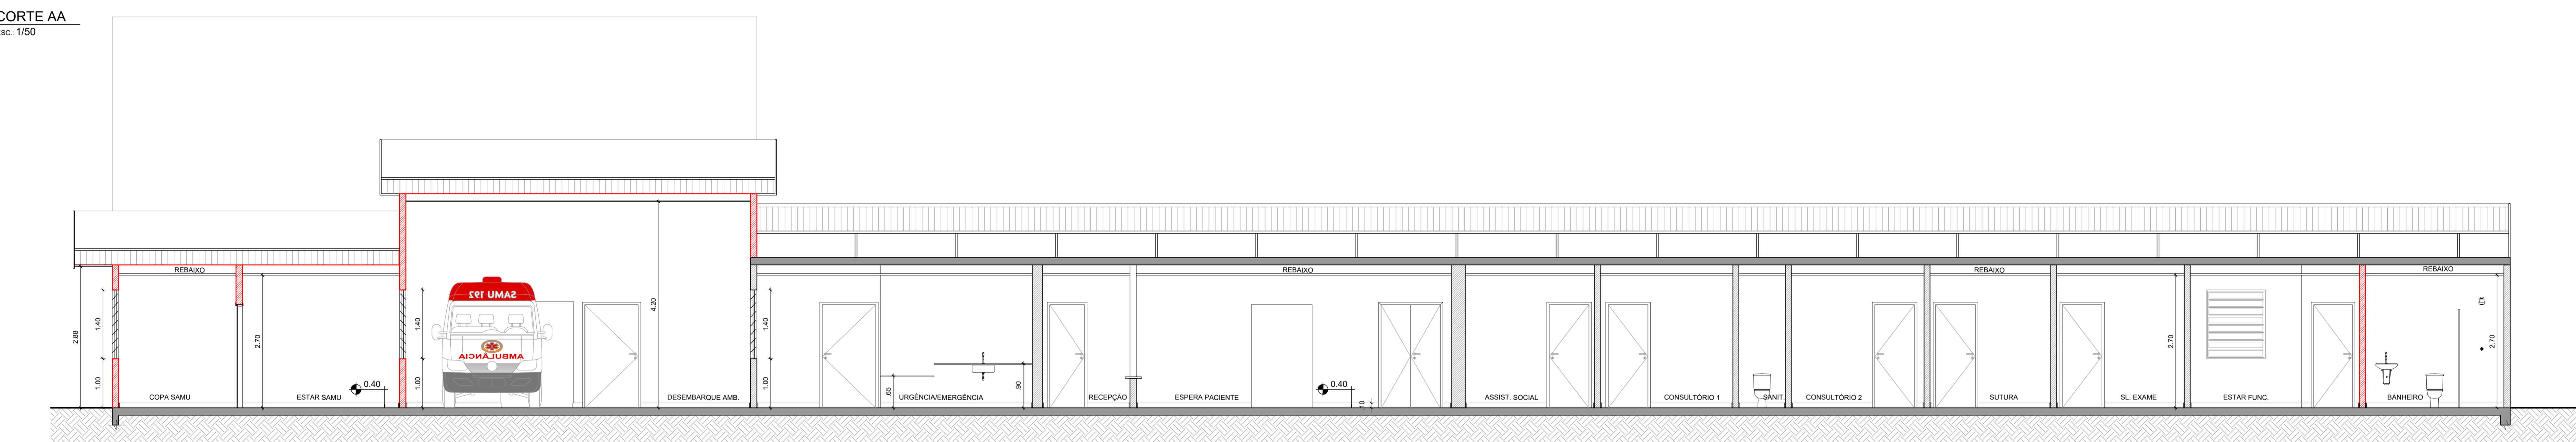 CORTE AA
ESC.: 1/50
REBAIXO
REBAIXO
REBAIXO
REBAIXO
2.88
1.40
1.00
2.70
1.40
1.00
SAMU 192
AMBULÂNCIA
4.20
1.40
1.00
.65
.90
.10
2.70
2.70
0.40
0.40
COPA SAMU
ESTAR SAMU
DESEMBARQUE AMB.
URGÊNCIA/EMERGÊNCIA
RECEPÇÃO
ESPERA PACIENTE
ASSIST. SOCIAL
CONSULTÓRIO 1
SANIT.
CONSULTÓRIO 2
SUTURA
SL. EXAME
ESTAR FUNC.
BANHEIRO